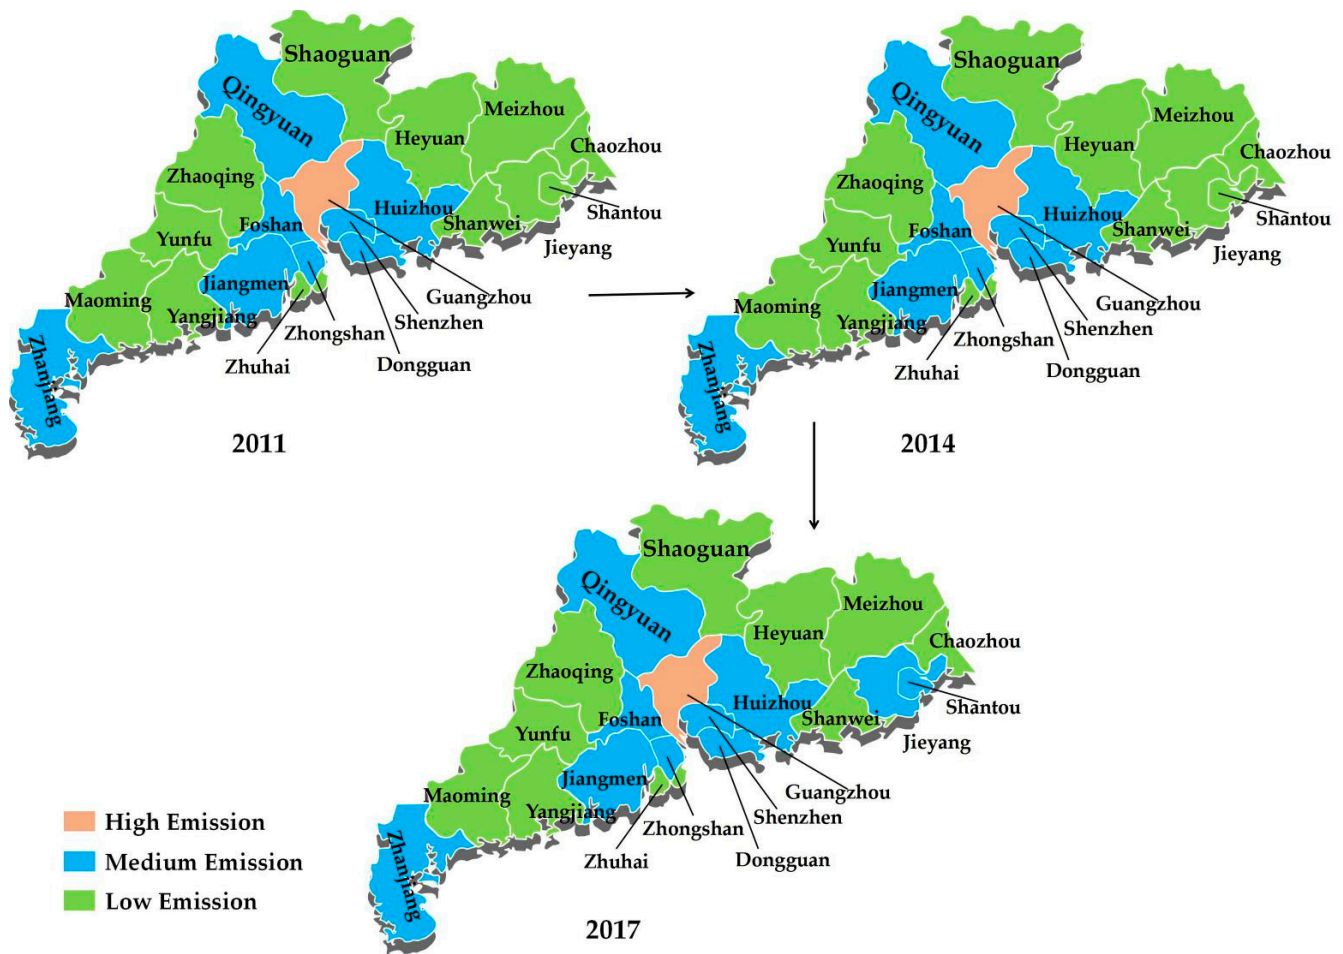 Shaoguan
Qingyuan
Meizhou
Heyuan
Chaozhou
Zhaoqing
Huizhou
Shantou
Foshan
Shanwei
Yunfu
Jieyang
Jiangmen
Guangzhou
Maoming
Yangjiang
Shenzhen
Zhongshan
Zhuhai
Dongguan
Zhanjiang
2011
Shaoguan
Qingyuan
Meizhou
Heyuan
Chaozhou
Zhaoqing
Huizhou
Shantou
Foshan
Shanwei
Yunfu
Jieyang
Jiangmen
Guangzhou
Maoming
Yangjiang
Shenzhen
Zhongshan
Zhuhai
Dongguan
Zhanjiang
2014
Shaoguan
Qingyuan
Meizhou
Heyuan
Chaozhou
Zhaoqing
Huizhou
Shantou
Foshan
Shanwei
Yunfu
Jieyang
Jiangmen
Guangzhou
Maoming
Yangjiang
Shenzhen
Zhongshan
Zhuhai
Dongguan
Zhanjiang
2017
High Emission
Medium Emission
Low Emission